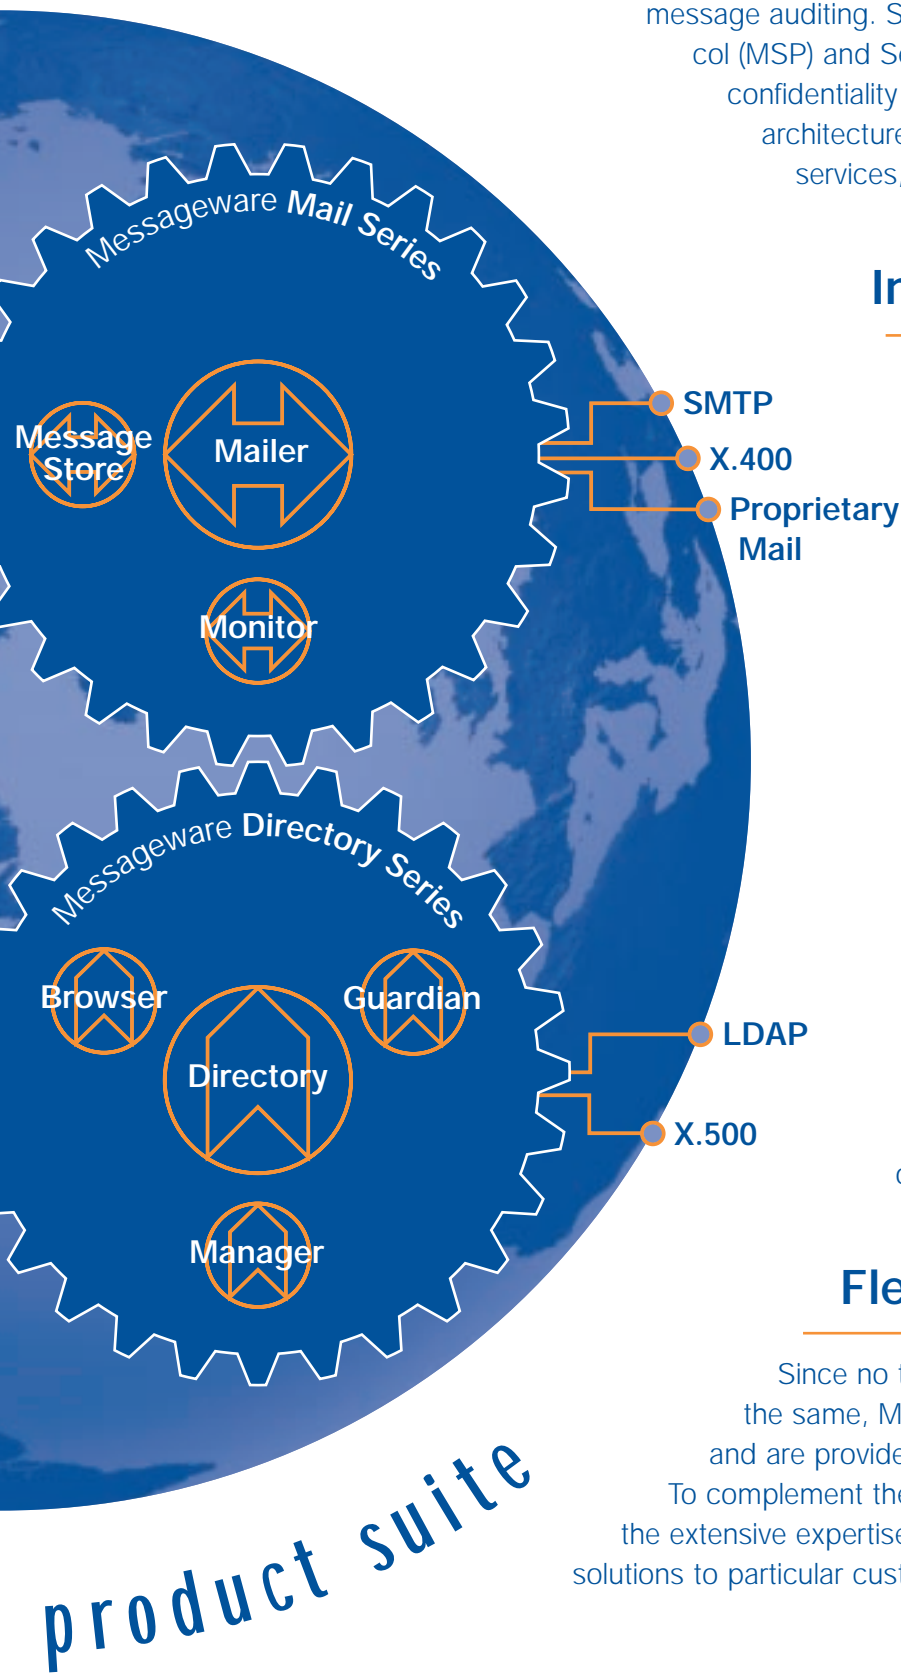 message auditing. S
col (MSP) and Se
confidentiality
architecture
services,
Messageware Mail Series
Message
Store
Mailer
Monitor
SMTP
X.400
Proprietary
Mail
Messageware Directory Series
Browser
Guardian
Directory
Manager
LDAP
X.500
Fle
Since no t
the same, M
and are provide
To complement the
the extensive expertise
solutions to particular cust
product suite